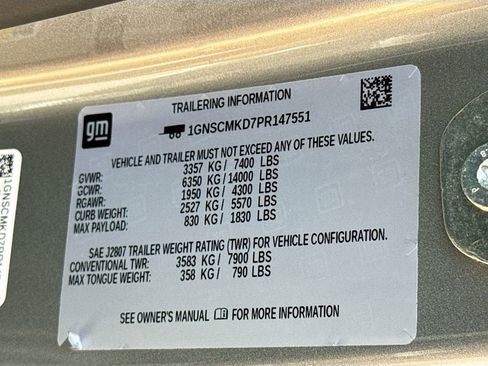 TRAILERING INFORMATION
gm
1GNSCMKD7PR147551
VEHICLE AND TRAILER MUST NOT EXCEED ANY OF THESE VALUES.
GVWR: 3357 KG/ 7400 LBS
GCWR: 6350 KG/14000 LBS
RGAWR: 1950 KG/ 4300 LBS
CURB WEIGHT: 2527 KG/ 5570 LBS
MAX PAYLOAD: 830 KG/ 1830 LBS
SAE J2807 TRAILER WEIGHT RATING (TWR) FOR VEHICLE CONFIGURATION.
CONVENTIONAL TWR: 3583 KG/ 7900 LBS
MAX TONGUE WEIGHT: 358 KG/ 790 LBS
SEE OWNER'S MANUAL FOR MORE INFORMATION